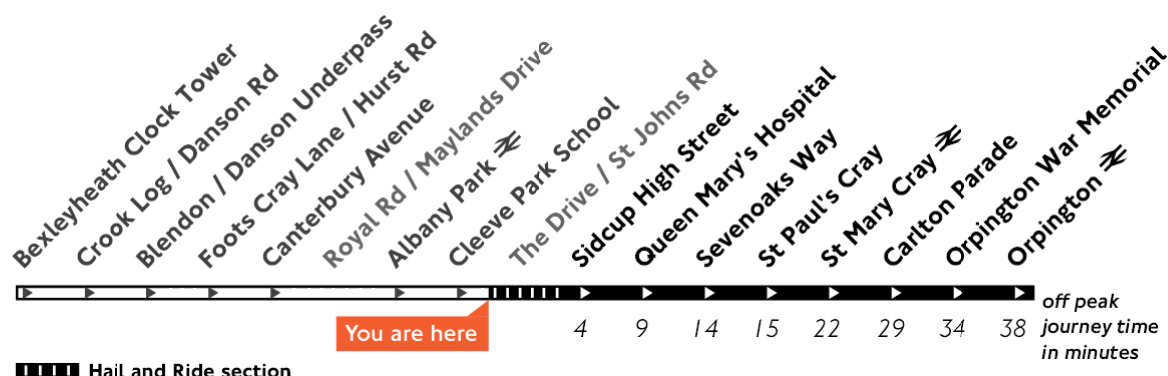 Bexleyheath Clock Tower
Crook Log / Danson Rd
Blendon / Danson Underpass
Foots Cray Lane / Hurst Rd
Canterbury Avenue
Royal Rd / Maylands Drive
Albany Park
Cleeve Park School
The Drive / St Johns Rd
Sidcup High Street
Queen Mary's Hospital
Sevenoaks Way
St Paul's Cray
St Mary Cray
Carlton Parade
Orpington War Memorial
Orpington
You are here
4 9 14 15 22 29 34 38
off peak
journey time
in minutes
Hail and Ride section